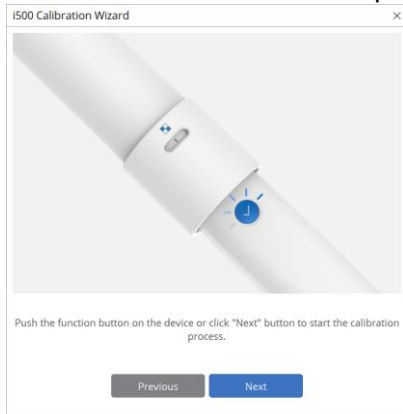 i500 Calibration Wizard
Push the function button on the device or click "Next" button to start the calibration
process.
Previous
Next